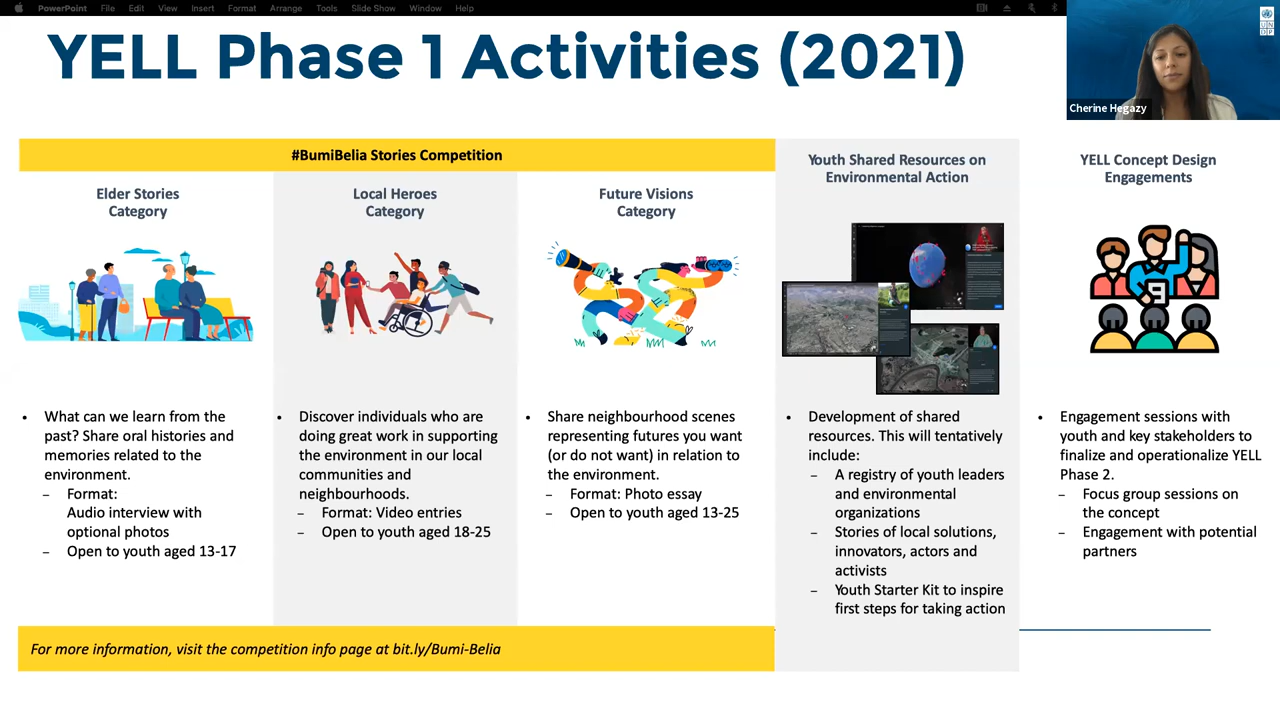 PowerPoint File Edit View Insert Format Arrange Tools Slide Show Window Help
YELL Phase 1 Activities (2021)
UN
DP
Cherine Hegazy
#BumiBelia Stories Competition
Elder Stories
Category
What can we learn from the
past? Share oral histories and
memories related to the
environment.
– Format:
Audio interview with
optional photos
– Open to youth aged 13-17
Local Heroes
Category
• Discover individuals who are
doing great work in supporting
the environment in our local
communities and
neighbourhoods.
– Format: Video entries
– Open to youth aged 18-25
Future Visions
Category
• Share neighbourhood scenes
representing futures you want
(or do not want) in relation to
the environment.
– Format: Photo essay
– Open to youth aged 13-25
For more information, visit the competition info page at bit.ly/Bumi-Belia
Youth Shared Resources on
Environmental Action
• Development of shared
resources. This will tentatively
include:
– A registry of youth leaders
and environmental
organizations
– Stories of local solutions,
innovators, actors and
activists
– Youth Starter Kit to inspire
first steps for taking action
YELL Concept Design
Engagements
• Engagement sessions with
youth and key stakeholders to
finalize and operationalize YELL
Phase 2.
– Focus group sessions on
the concept
– Engagement with potential
partners